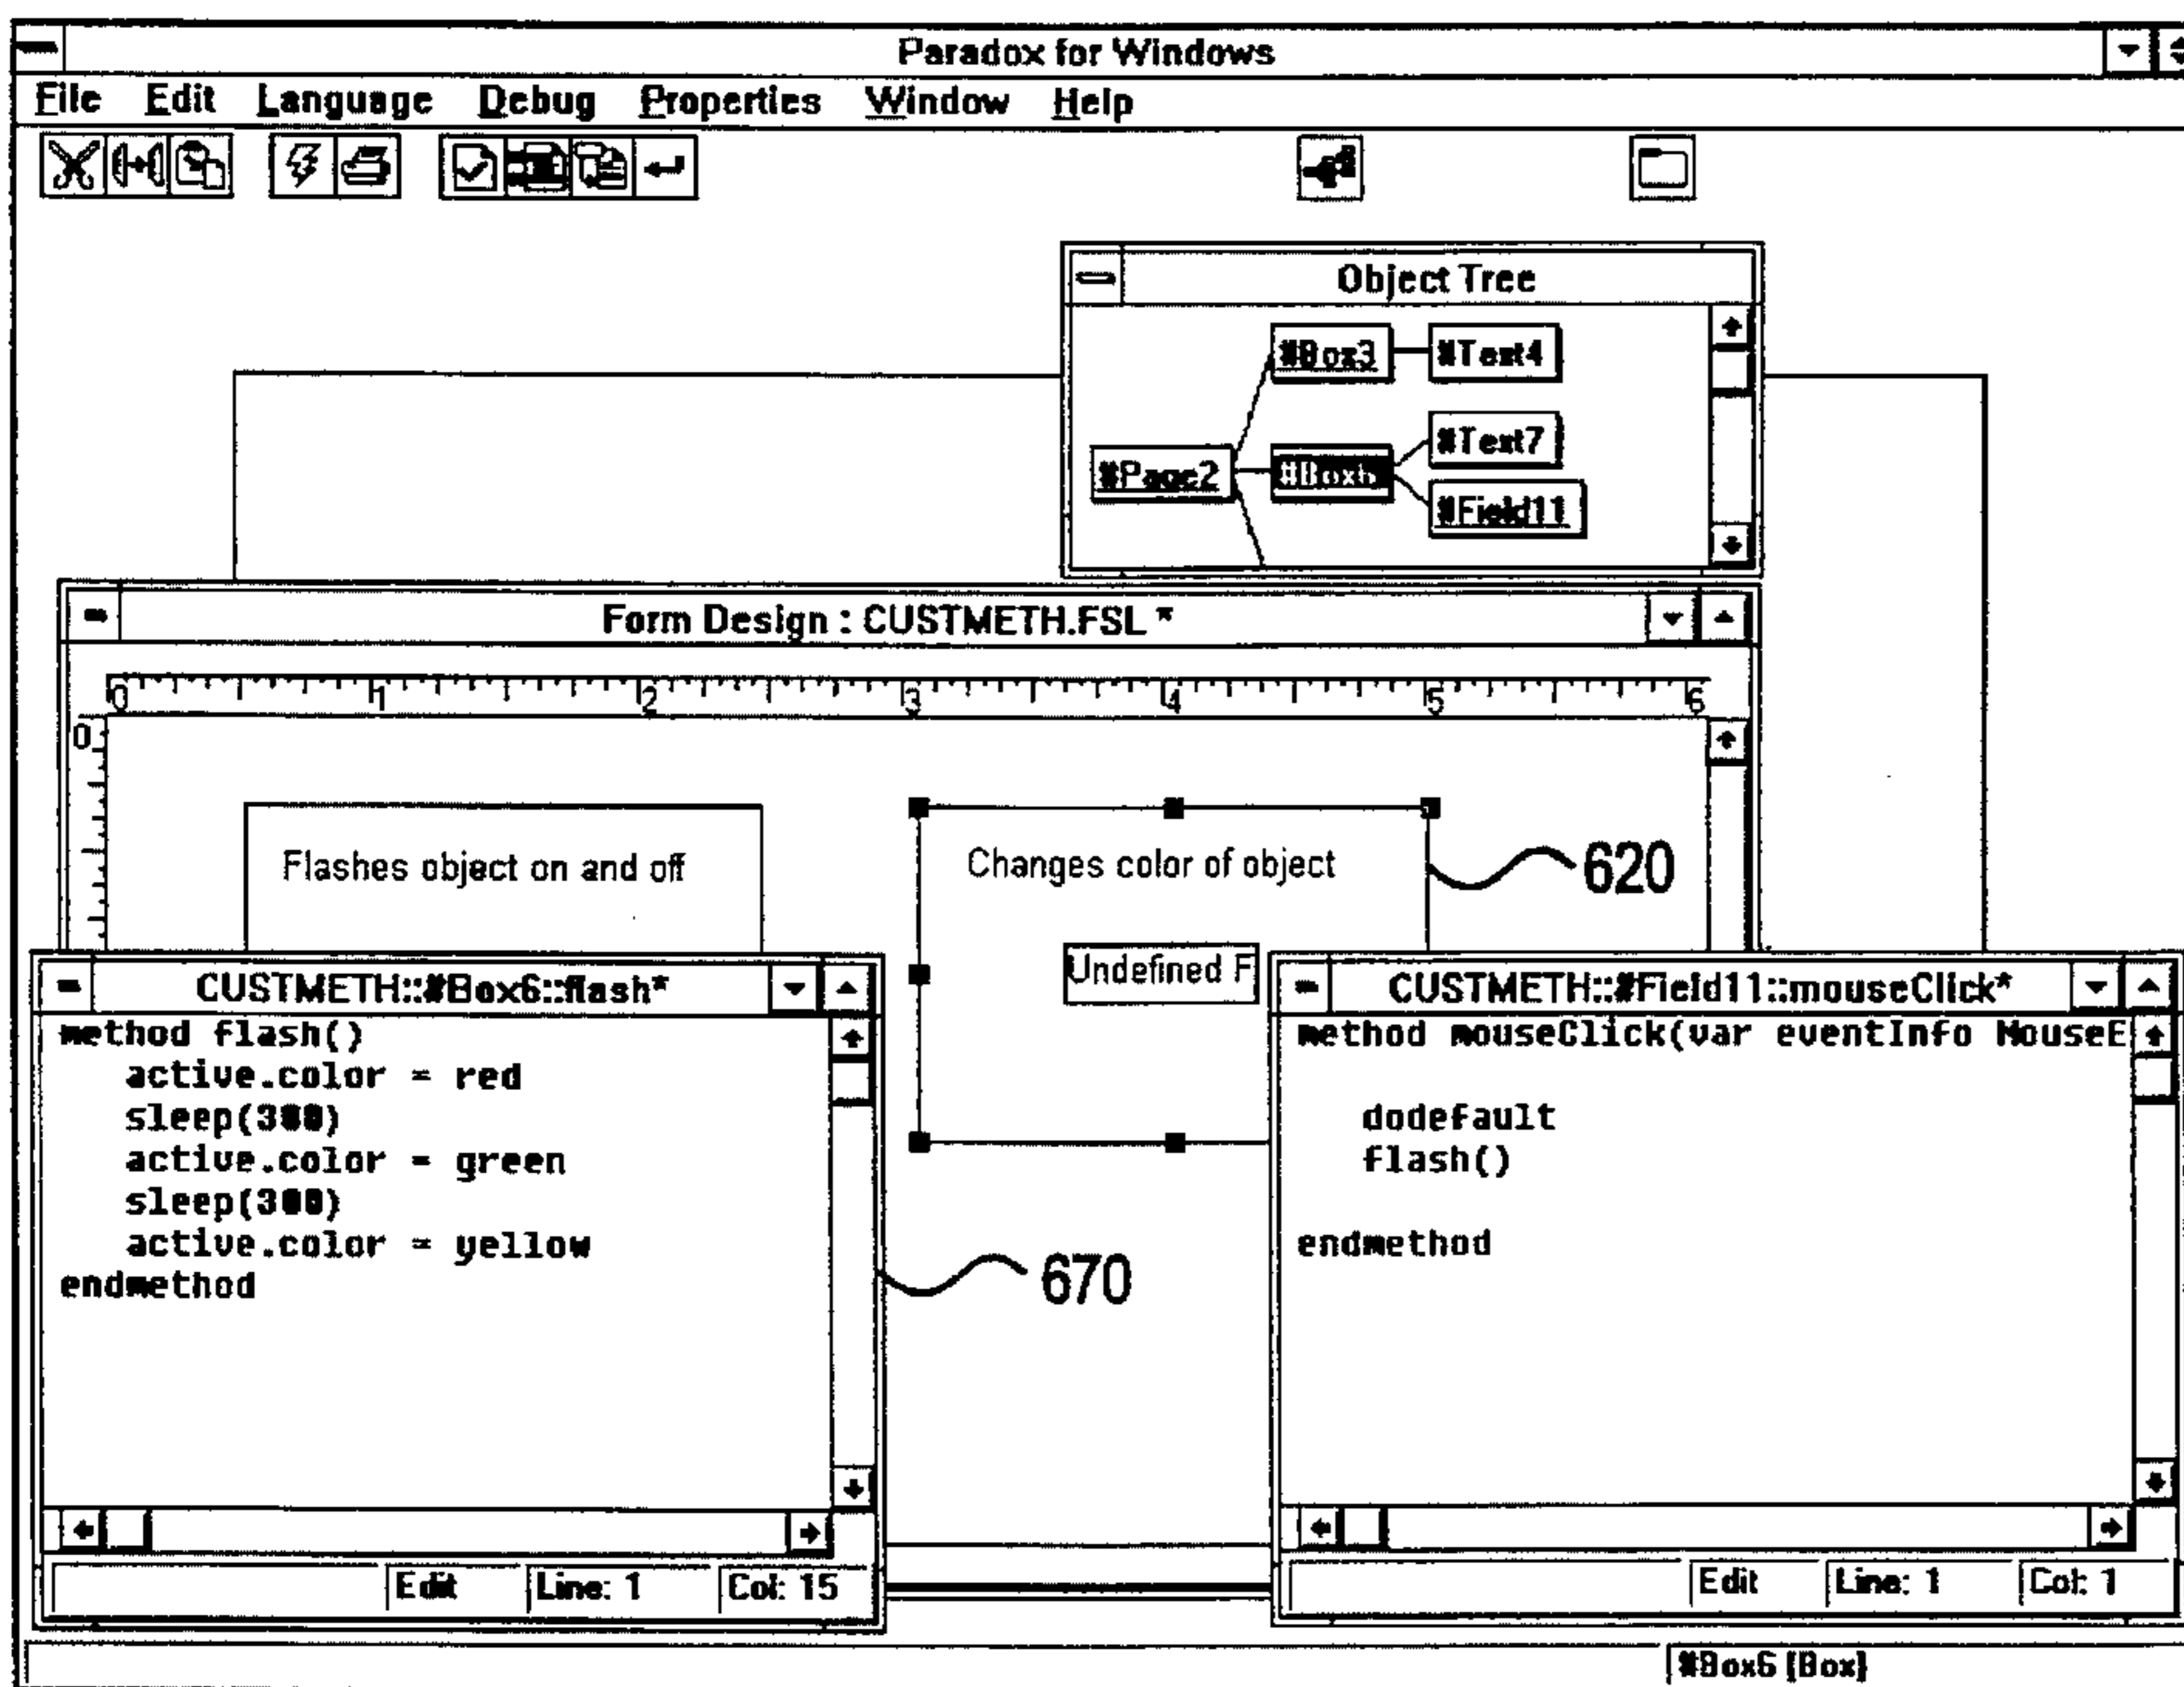 Paradox for Windows
File Edit Language Debug Properties Window Help
Object Tree
#Box3 #Text4
#Text7
#Page2 #Box6
#Field11
Form Design : CUSTMETH.FSL *
0 1 2 3 4 5 6
0
Flashes object on and off
Changes color of object
620
Undefined F
CUSTMETH::#Box6::flash*
method flash()
active.color = red
sleep(300)
active.color = green
sleep(300)
active.color = yellow
endmethod
670
Edit Line: 1 Col: 15
CUSTMETH::#Field11::mouseClick*
method mouseClick(var eventInfo MouseE
dodefault
flash()
endmethod
Edit Line: 1 Col: 1
#Box6 [Box]